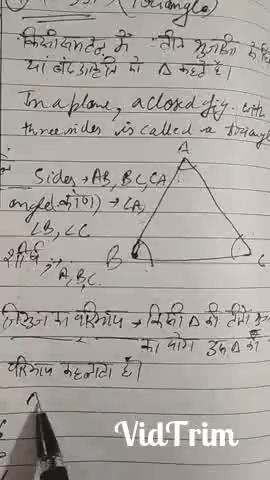 (Triangle)
किसी समतल में तीन भुजाओं से
या बंद आकृति को Δ कहते हैं।
In a plane, a closed fig. with
three sides is called a triangle
A
Sides → AB, BC, CA
angles (कोण) → ∠A,
∠B, ∠C
B
C
शीर्ष
A, B, C.
त्रिभुज का परिमाप → किसी Δ की तीनों
का योग उस Δ का
परिमाप कहलाता है।
VidTrim